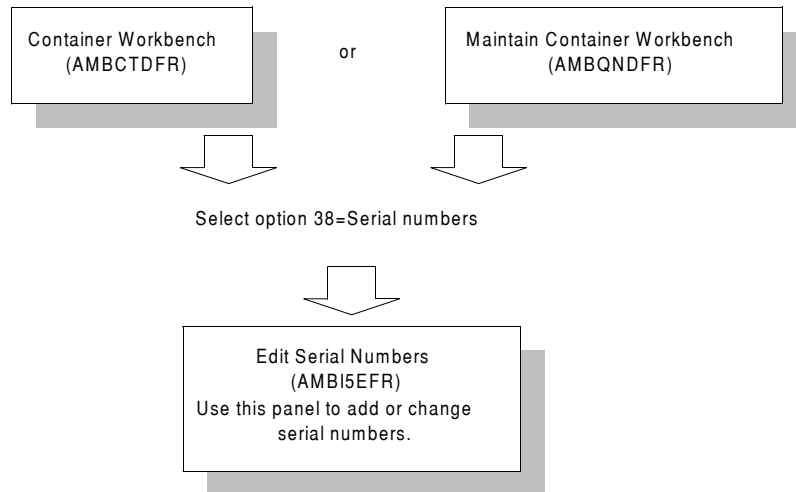 Container Workbench
(AMBCTDFR)
or
Maintain Container Workbench
(AMBQNDFR)
Select option 38=Serial numbers
Edit Serial Numbers
(AMBI5EFR)
Use this panel to add or change
serial numbers.